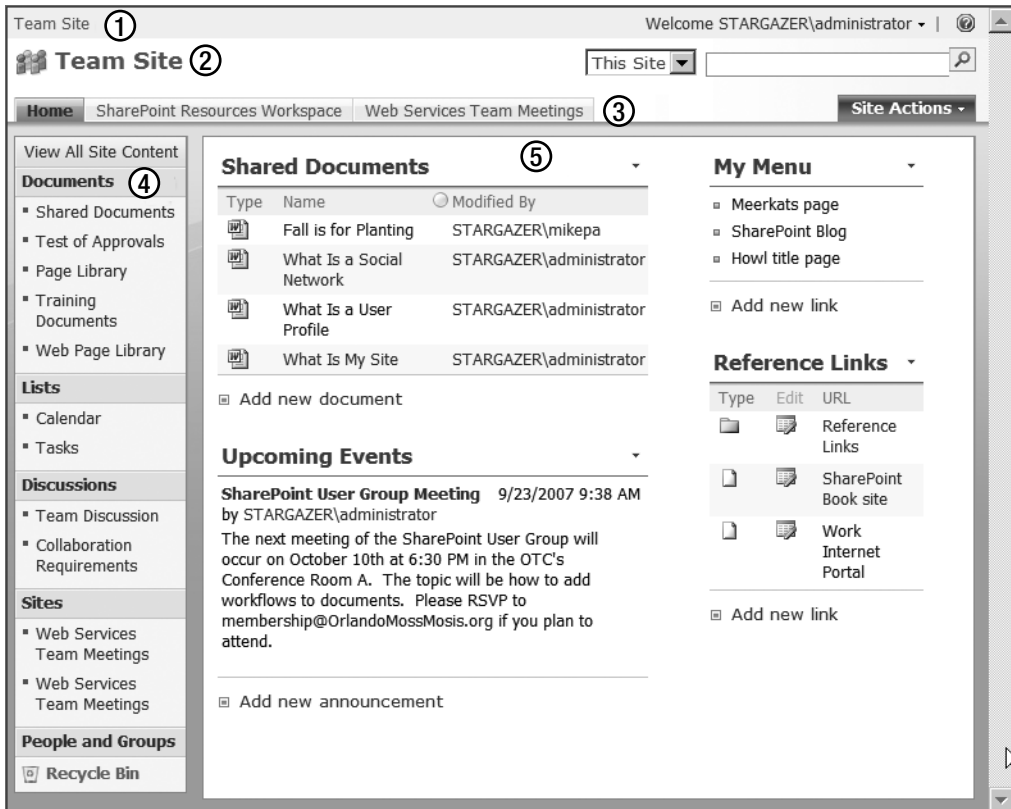 Team Site ①
Welcome STARGAZER\administrator
Team Site ②
This Site
Home SharePoint Resources Workspace Web Services Team Meetings ③
Site Actions
View All Site Content
Documents ④
Shared Documents
Test of Approvals
Page Library
Training
Documents
Web Page Library
Lists
Calendar
Tasks
Discussions
Team Discussion
Collaboration
Requirements
Sites
Web Services
Team Meetings
Web Services
Team Meetings
People and Groups
Recycle Bin
⑤
Shared Documents
Type Name Modified By
Fall is for Planting STARGAZER\mikepa
What Is a Social STARGAZER\administrator
Network
What Is a User STARGAZER\administrator
Profile
What Is My Site STARGAZER\administrator
Add new document
Upcoming Events
SharePoint User Group Meeting 9/23/2007 9:38 AM
by STARGAZER\administrator
The next meeting of the SharePoint User Group will
occur on October 10th at 6:30 PM in the OTC's
Conference Room A. The topic will be how to add
workflows to documents. Please RSVP to
membership@OrlandoMossMosis.org if you plan to
attend.
Add new announcement
My Menu
Meerkats page
SharePoint Blog
Howl title page
Add new link
Reference Links
Type Edit URL
Reference
Links
SharePoint
Book site
Work
Internet
Portal
Add new link